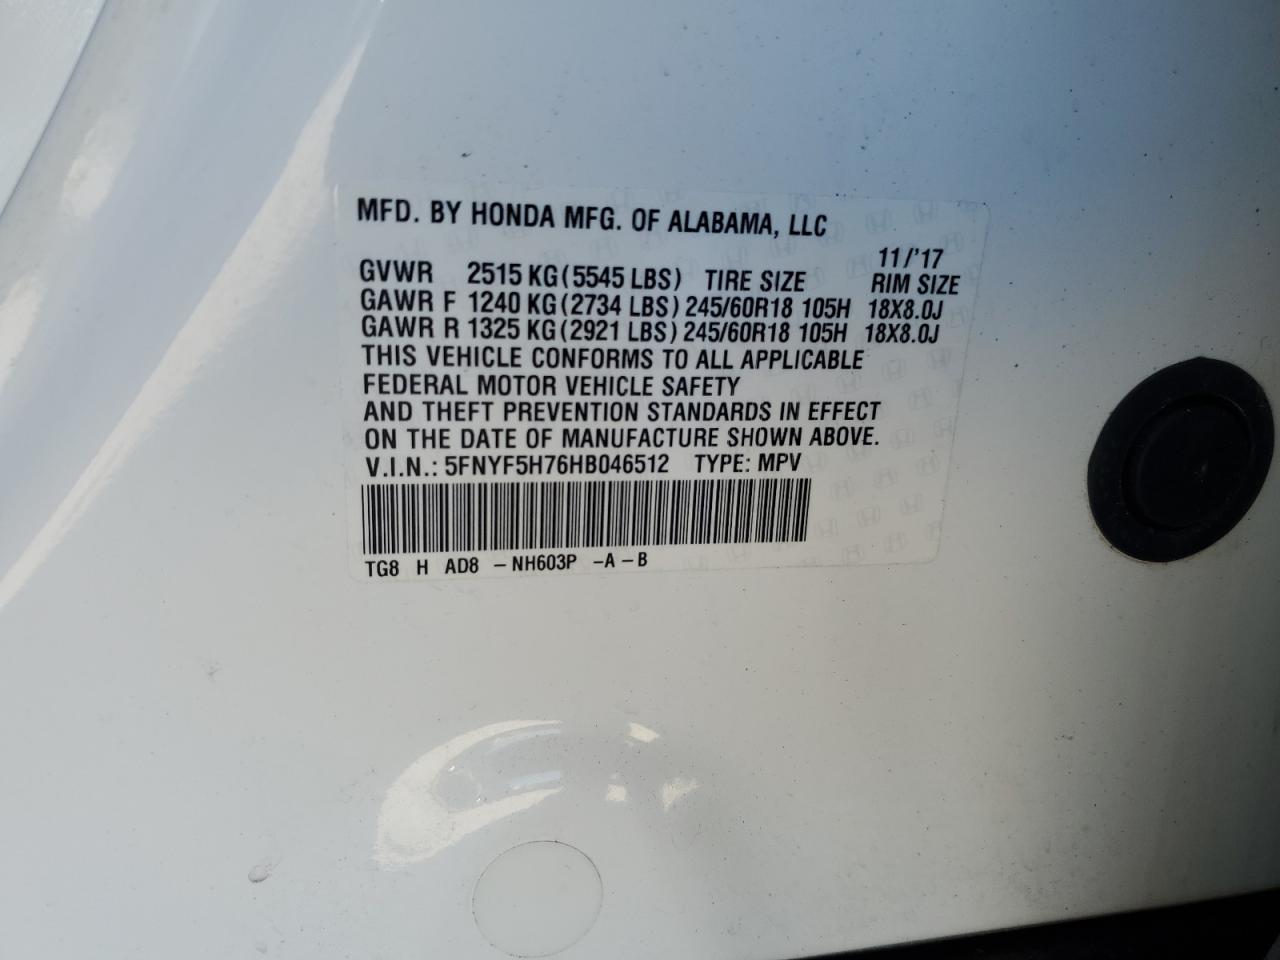 MFD. BY HONDA MFG. OF ALABAMA, LLC
11/'17
GVWR 2515 KG (5545 LBS) TIRE SIZE RIM SIZE
GAWR F 1240 KG (2734 LBS) 245/60R18 105H 18X8.0J
GAWR R 1325 KG (2921 LBS) 245/60R18 105H 18X8.0J
THIS VEHICLE CONFORMS TO ALL APPLICABLE
FEDERAL MOTOR VEHICLE SAFETY
AND THEFT PREVENTION STANDARDS IN EFFECT
ON THE DATE OF MANUFACTURE SHOWN ABOVE.
V.I.N.: 5FNYF5H76HB046512 TYPE: MPV
TG8 H AD8 - NH603P -A - B